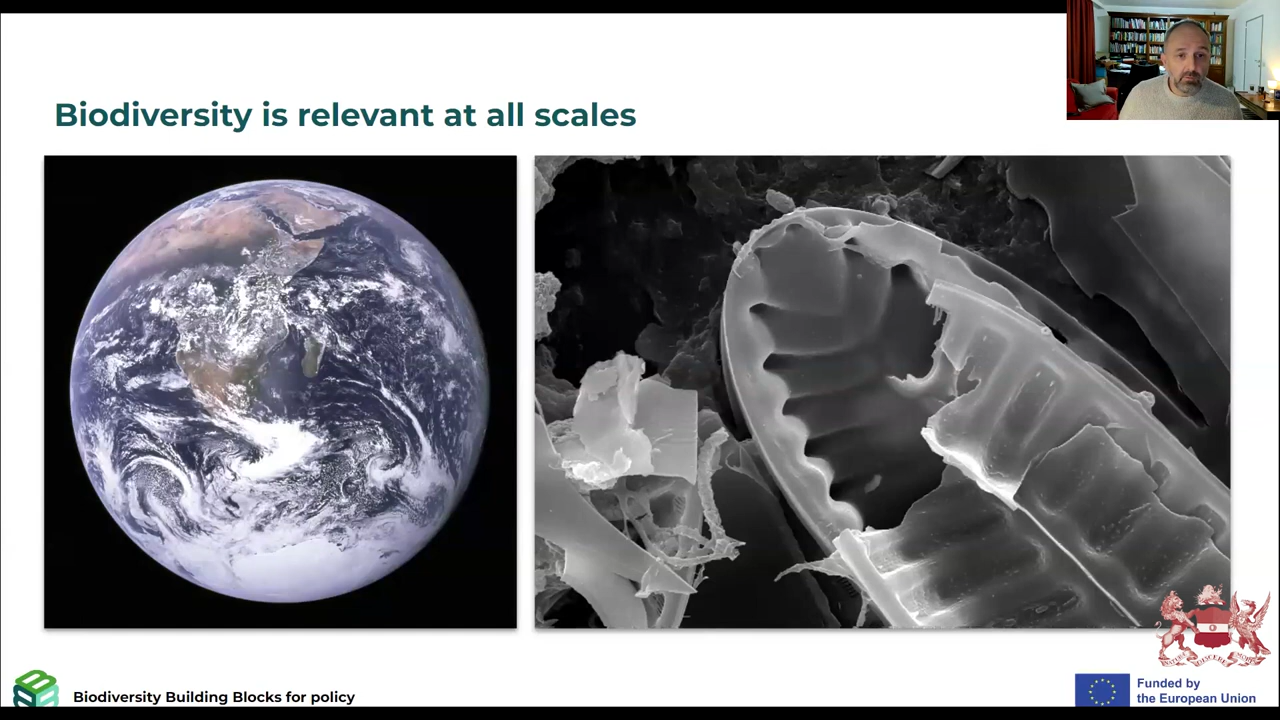 Biodiversity is relevant at all scales
Biodiversity Building Blocks for policy
Funded by
the European Union